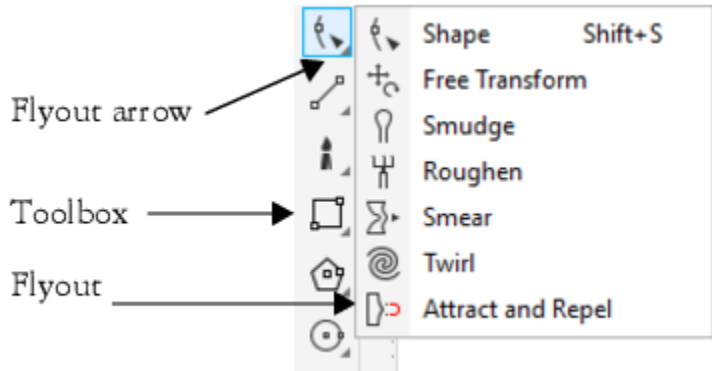 Shape Shift+S
Free Transform
Flyout arrow
Smudge
Roughen
Toolbox
Smear
Twirl
Flyout
Attract and Repel